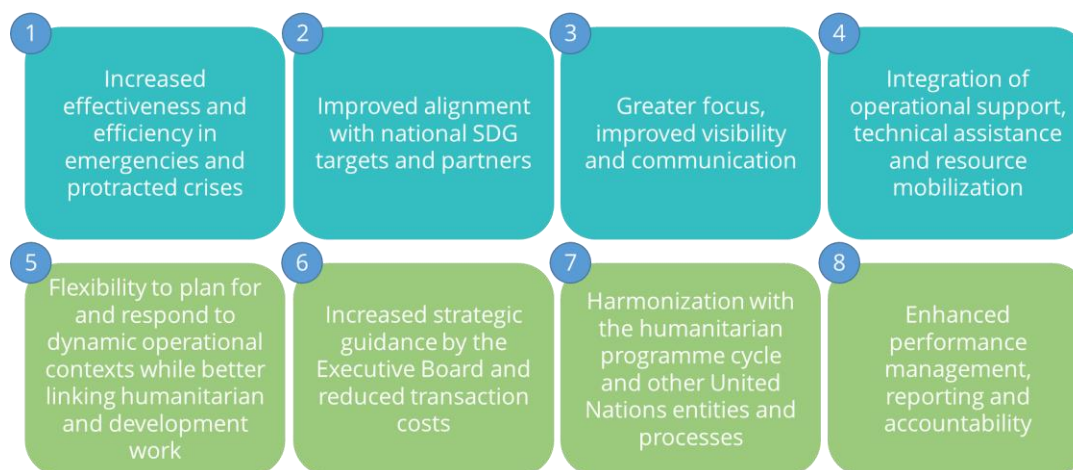 1
Increased
effectiveness and
efficiency in
emergencies and
protracted crises
2
Improved alignment
with national SDG
targets and partners
3
Greater focus,
improved visibility
and communication
4
Integration of
operational support,
technical assistance
and resource
mobilization
5
Flexibility to plan for
and respond to
dynamic operational
contexts while better
linking humanitarian
and development
work
6
Increased strategic
guidance by the
Executive Board and
reduced transaction
costs
7
Harmonization with
the humanitarian
programme cycle
and other United
Nations entities and
processes
8
Enhanced
performance
management,
reporting and
accountability